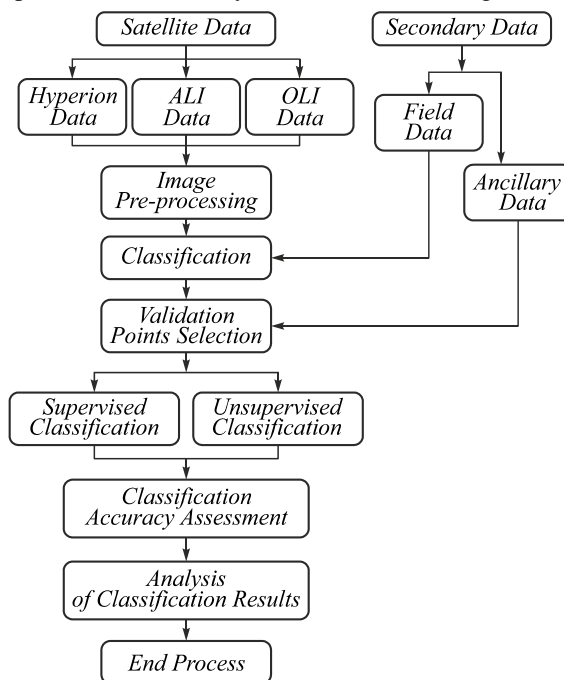 Satellite Data
Secondary Data
Hyperion
Data
ALI
Data
OLI
Data
Field
Data
Image
Pre-processing
Ancillary
Data
Classification
Validation
Points Selection
Supervised
Classification
Unsupervised
Classification
Classification
Accuracy Assessment
Analysis
of Classification Results
End Process